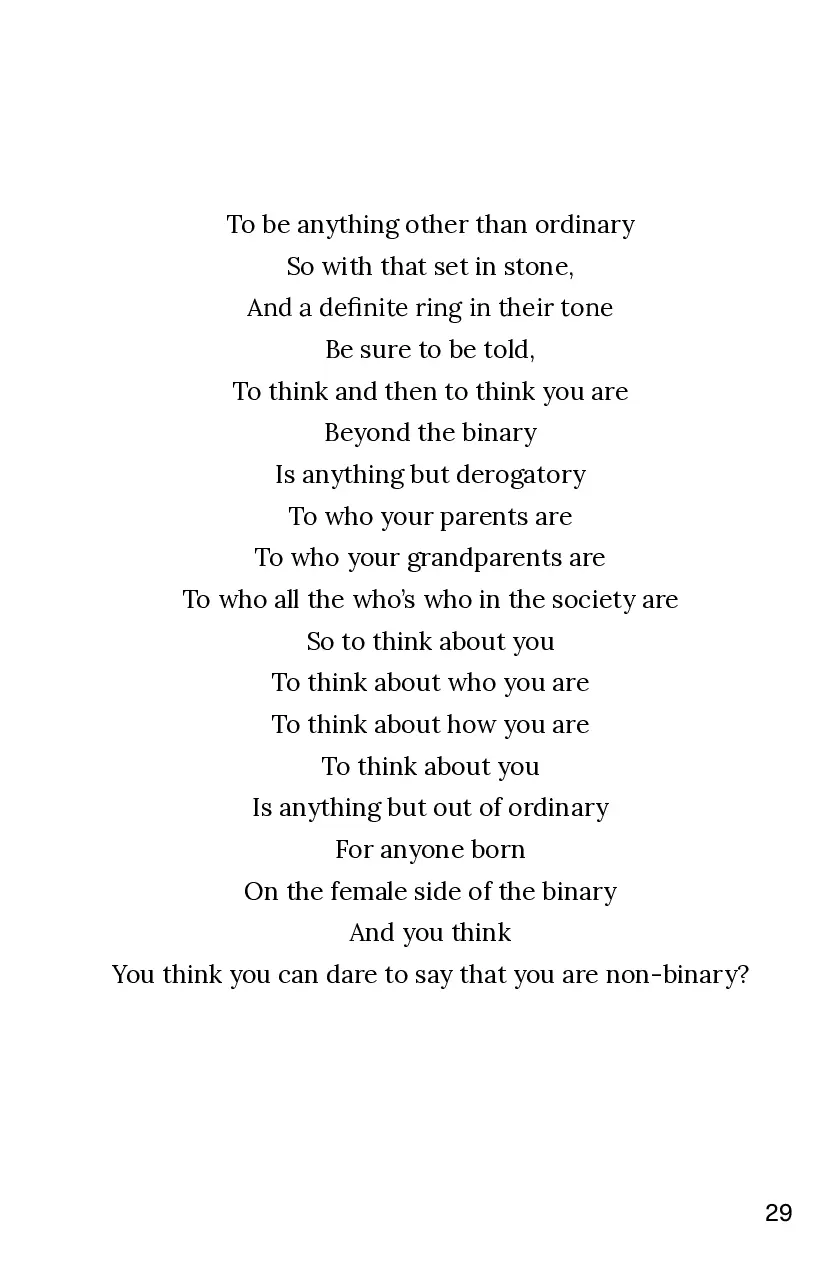 To be anything other than ordinary
So with that set in stone,
And a definite ring in their tone
Be sure to be told,
To think and then to think you are
Beyond the binary
Is anything but derogatory
To who your parents are
To who your grandparents are
To who all the who’s who in the society are
So to think about you
To think about who you are
To think about how you are
To think about you
Is anything but out of ordinary
For anyone born
On the female side of the binary
And you think
You think you can dare to say that you are non-binary?
29